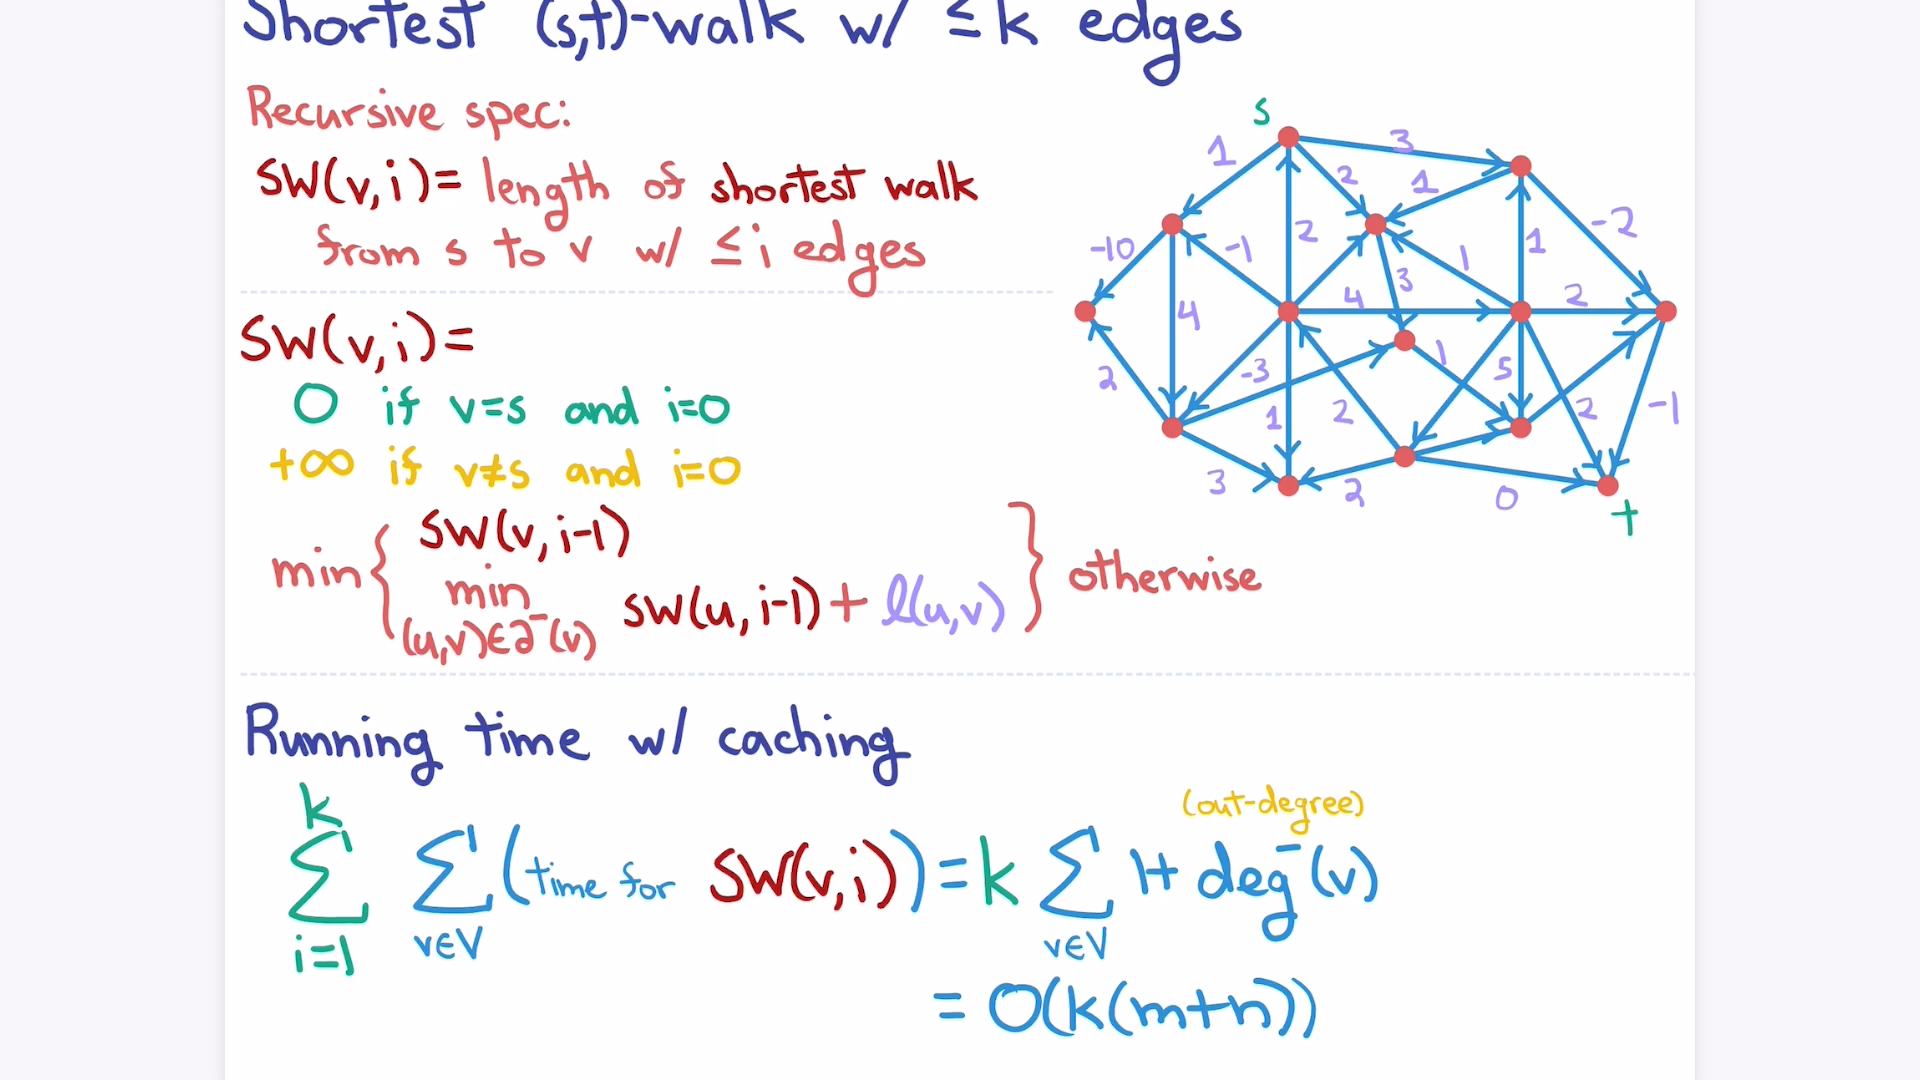 Shortest (s,t)-walk w/ ≤k edges
Recursive spec:
SW(v,i)= length of shortest walk
from s to v w/ ≤i edges
SW(v,i)=
0 if v=s and i=0
+∞ if v≠s and i=0
min{ SW(v,i-1)
min (u,v)∈∂⁻(v) SW(u,i-1)+ℓ(u,v) } otherwise
s
1 3
2 1
-10 -1 2 -2
1 1
4 4 3 2
2 -3 1 5
1 2 2 -1
3 2 0
t
Running time w/ caching
(out-degree)
k∑i=1 ∑v∈V (time for SW(v,i)) = k ∑v∈V 1+deg⁻(v)
= O(k(m+n))